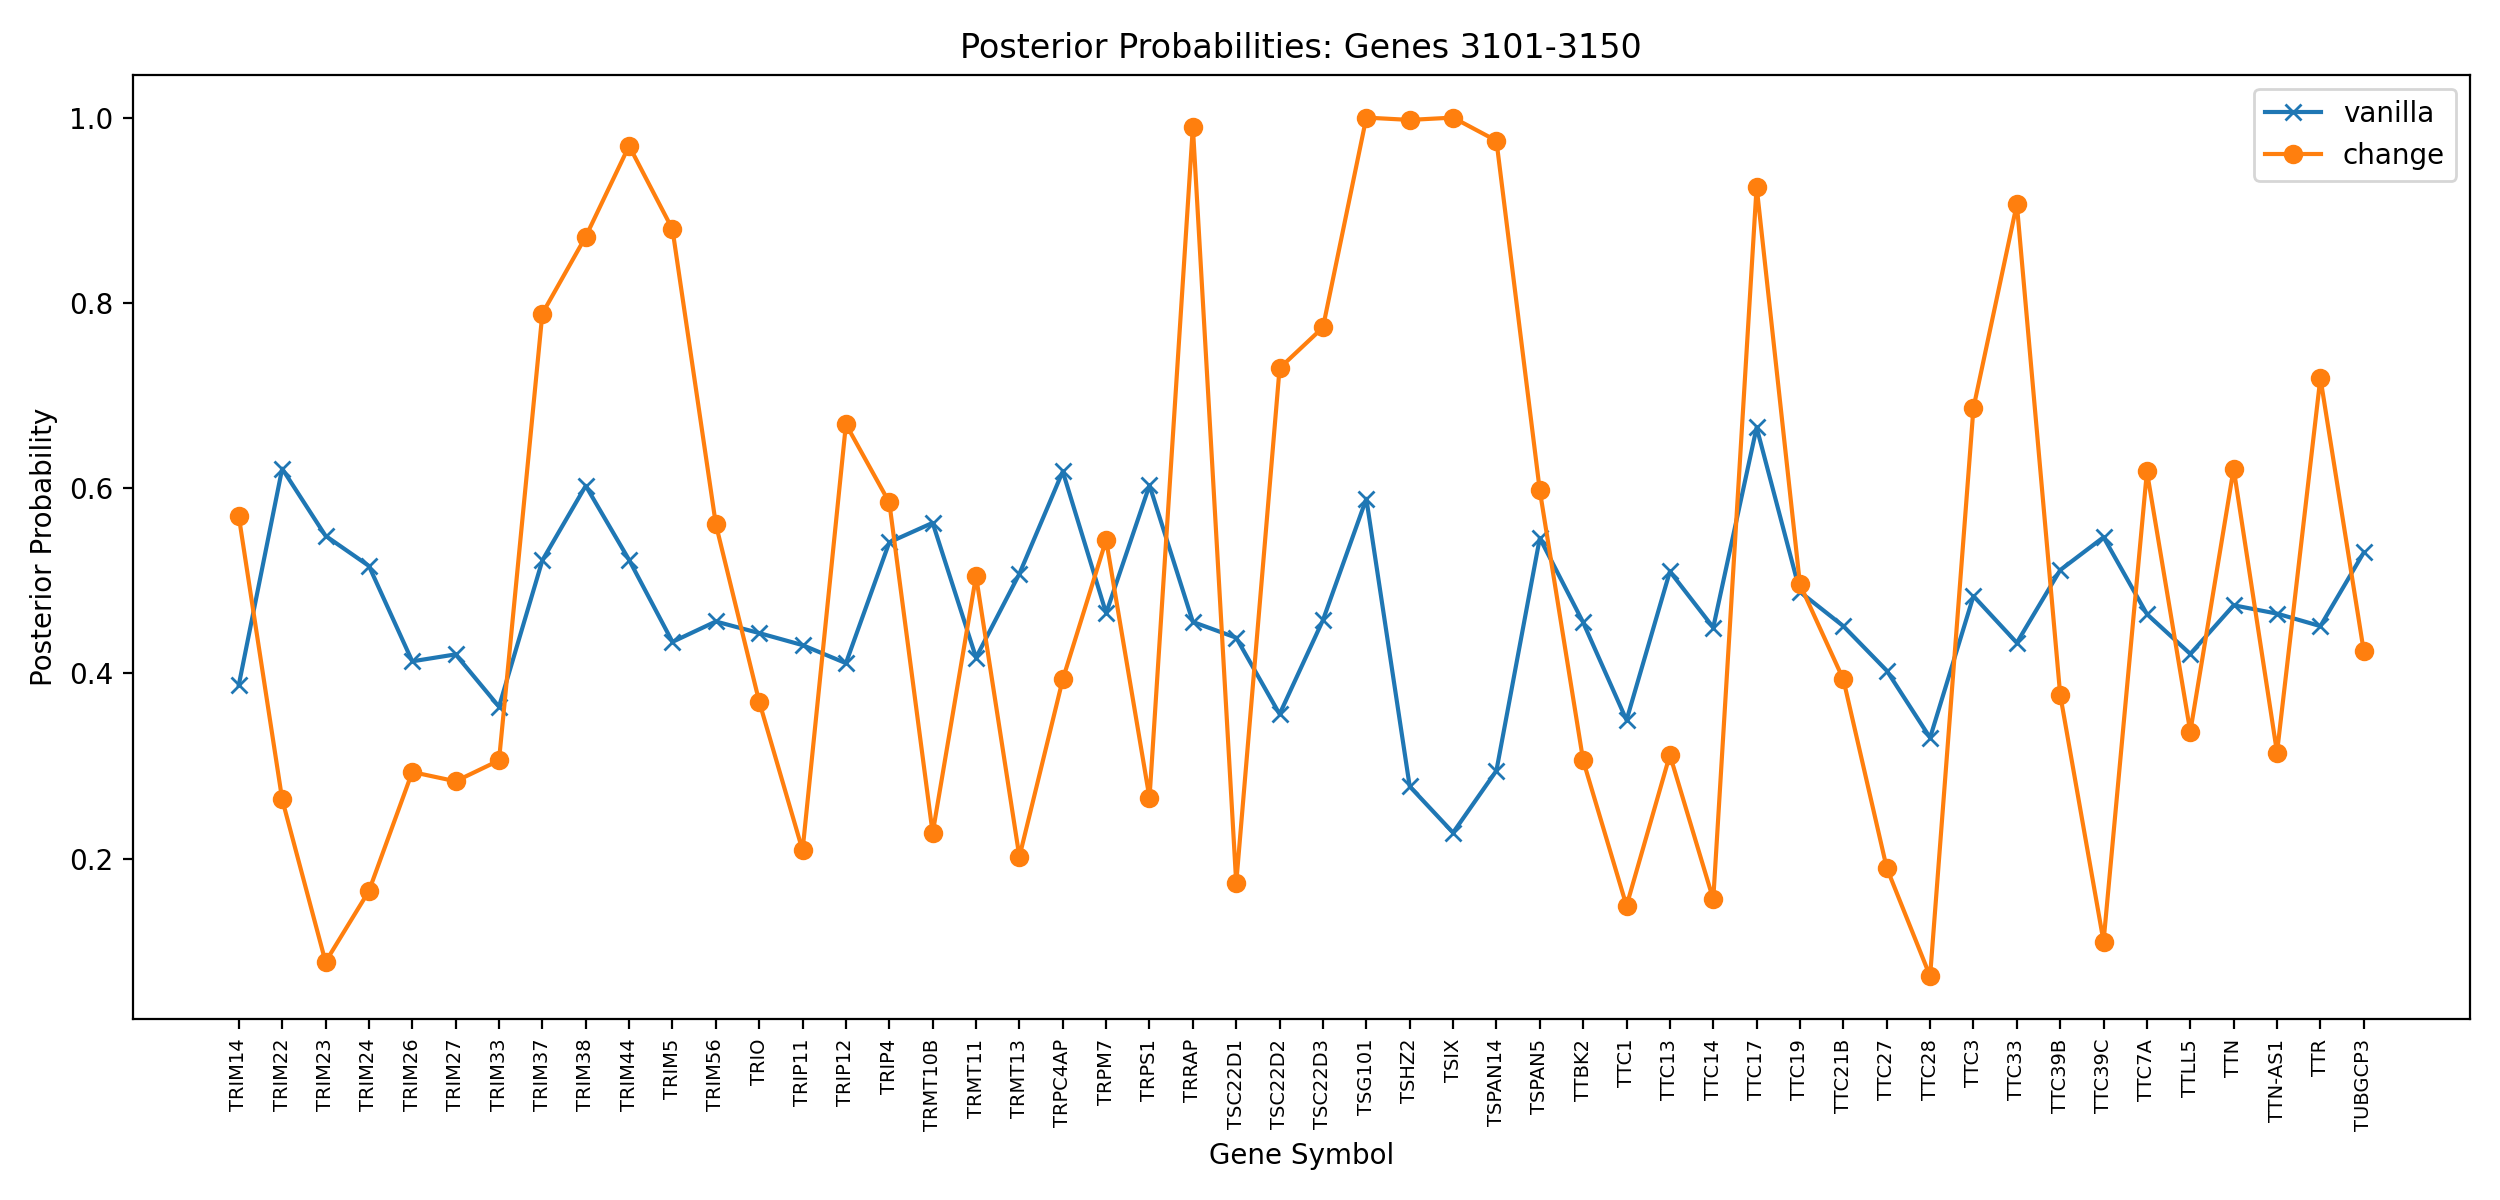 Posterior Probabilities: Genes 3101-3150
vanilla
change
Posterior Probability
1.0
0.8
0.6
0.4
0.2
TRIM14
TRIM22
TRIM23
TRIM24
TRIM26
TRIM27
TRIM33
TRIM37
TRIM38
TRIM44
TRIM5
TRIM56
TRIO
TRIP11
TRIP12
TRIP4
TRMT10B
TRMT11
TRMT13
TRPC4AP
TRPM7
TRPS1
TRRAP
TSC22D1
TSC22D2
TSC22D3
TSG101
TSHZ2
TSIX
TSPAN14
TSPAN5
TTBK2
TTC1
TTC13
TTC14
TTC17
TTC19
TTC21B
TTC27
TTC28
TTC3
TTC33
TTC39B
TTC39C
TTC7A
TTLL5
TTN
TTN-AS1
TTR
TUBGCP3
Gene Symbol